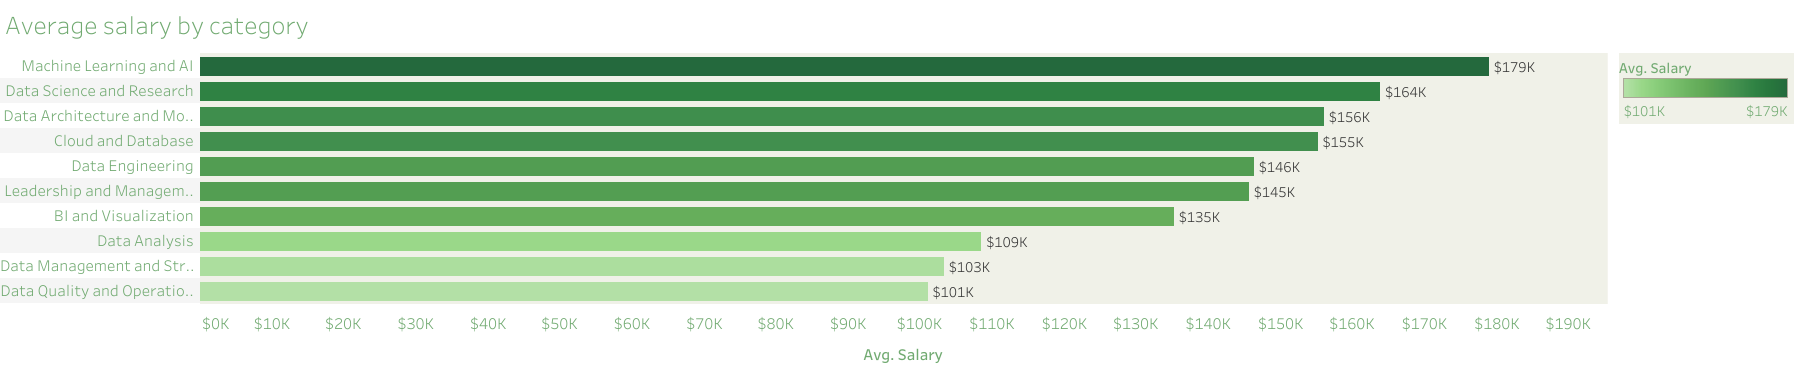 Average salary by category
Machine Learning and AI $179K
Data Science and Research $164K
Data Architecture and Mo.. $156K
Cloud and Database $155K
Data Engineering $146K
Leadership and Managem.. $145K
BI and Visualization $135K
Data Analysis $109K
Data Management and Str.. $103K
Data Quality and Operatio.. $101K
$0K $10K $20K $30K $40K $50K $60K $70K $80K $90K $100K $110K $120K $130K $140K $150K $160K $170K $180K $190K
Avg. Salary
Avg. Salary
$101K $179K